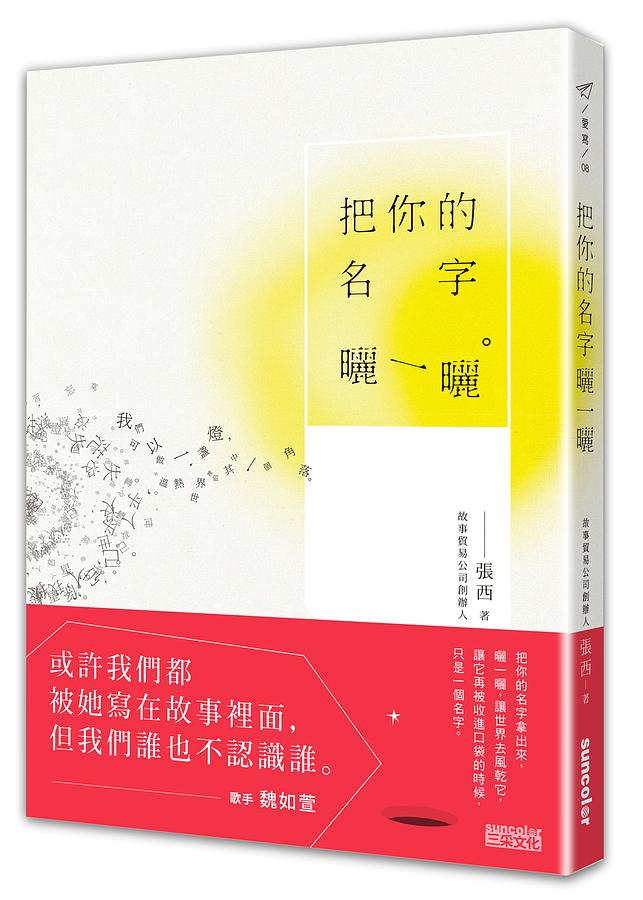 把你的
名字
曬一曬。
我們可以做一盞燈,
溫熱世界的其中一個角落。
——張西 著
故事貿易公司創辦人
或許我們都
被她寫在故事裡面,
但我們誰也不認識誰。
歌手 魏如萱
把你的名字拿出來,
曬一曬,讓世界去風乾它,
讓它再被收進口袋的時候,
只是一個名字。
suncolor
三采文化
愛寫 / 08
把你的名字曬一曬
故事貿易公司創辦人 張西—著
suncolor